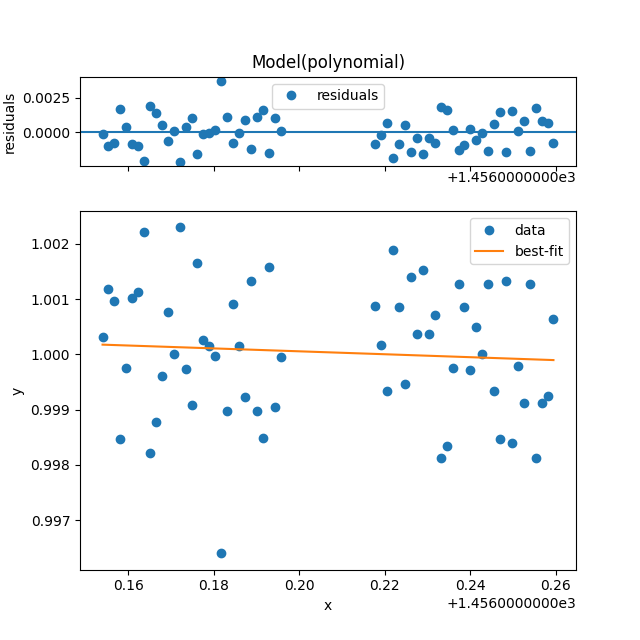 Model(polynomial)
0.0025
0.0000
residuals
residuals
+1.4560000000e3
1.002
1.001
1.000
0.999
0.998
0.997
y
data
best-fit
0.16 0.18 0.20 0.22 0.24 0.26
x
+1.4560000000e3